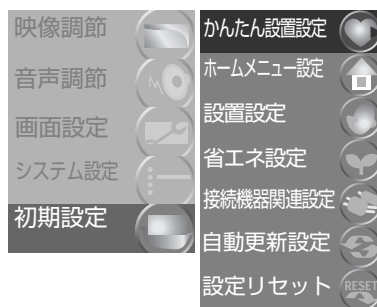 映像調節
音声調節
画面設定
システム設定
初期設定
かんたん設置設定
ホームメニュー設定
設置設定
省エネ設定
接続機器関連設定
自動更新設定
設定リセット
RESET